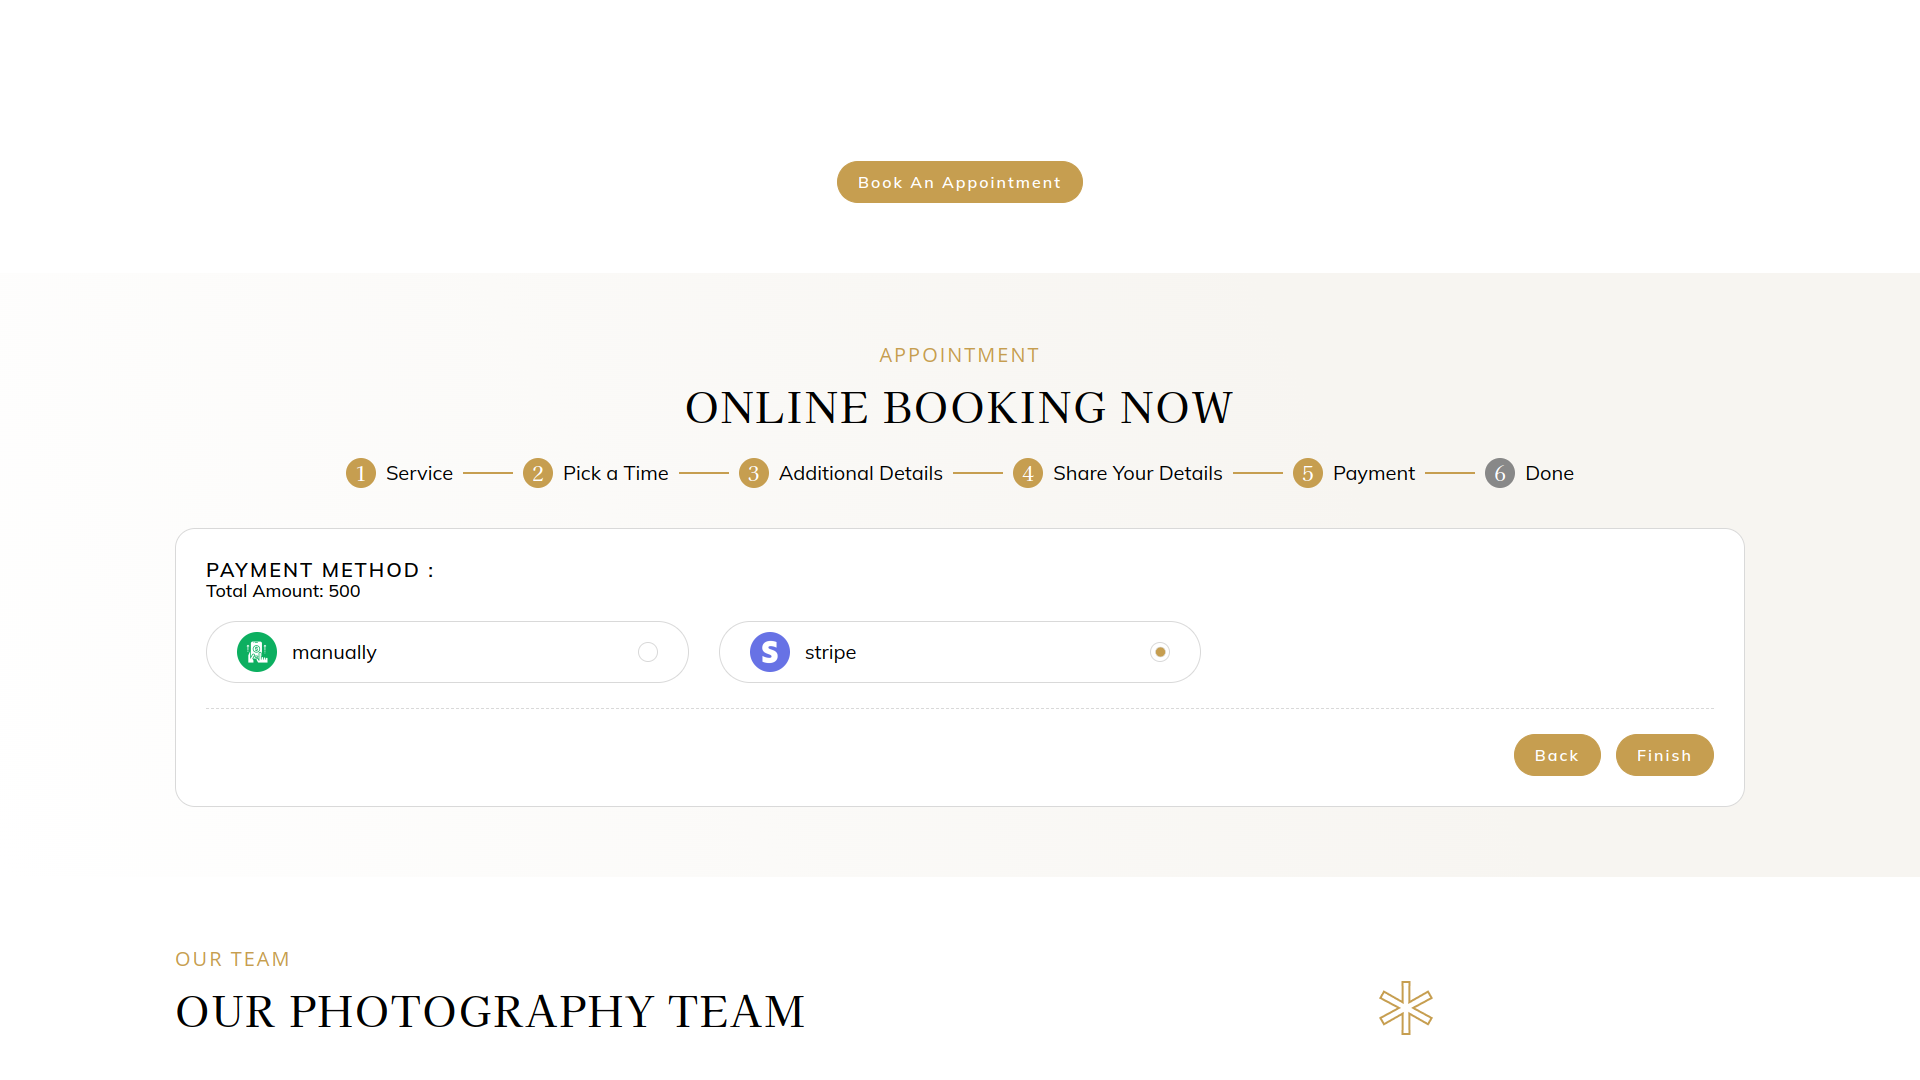 Book An Appointment
APPOINTMENT
ONLINE BOOKING NOW
1 Service 2 Pick a Time 3 Additional Details 4 Share Your Details 5 Payment 6 Done
PAYMENT METHOD :
Total Amount: 500
manually stripe
Back Finish
OUR TEAM
OUR PHOTOGRAPHY TEAM